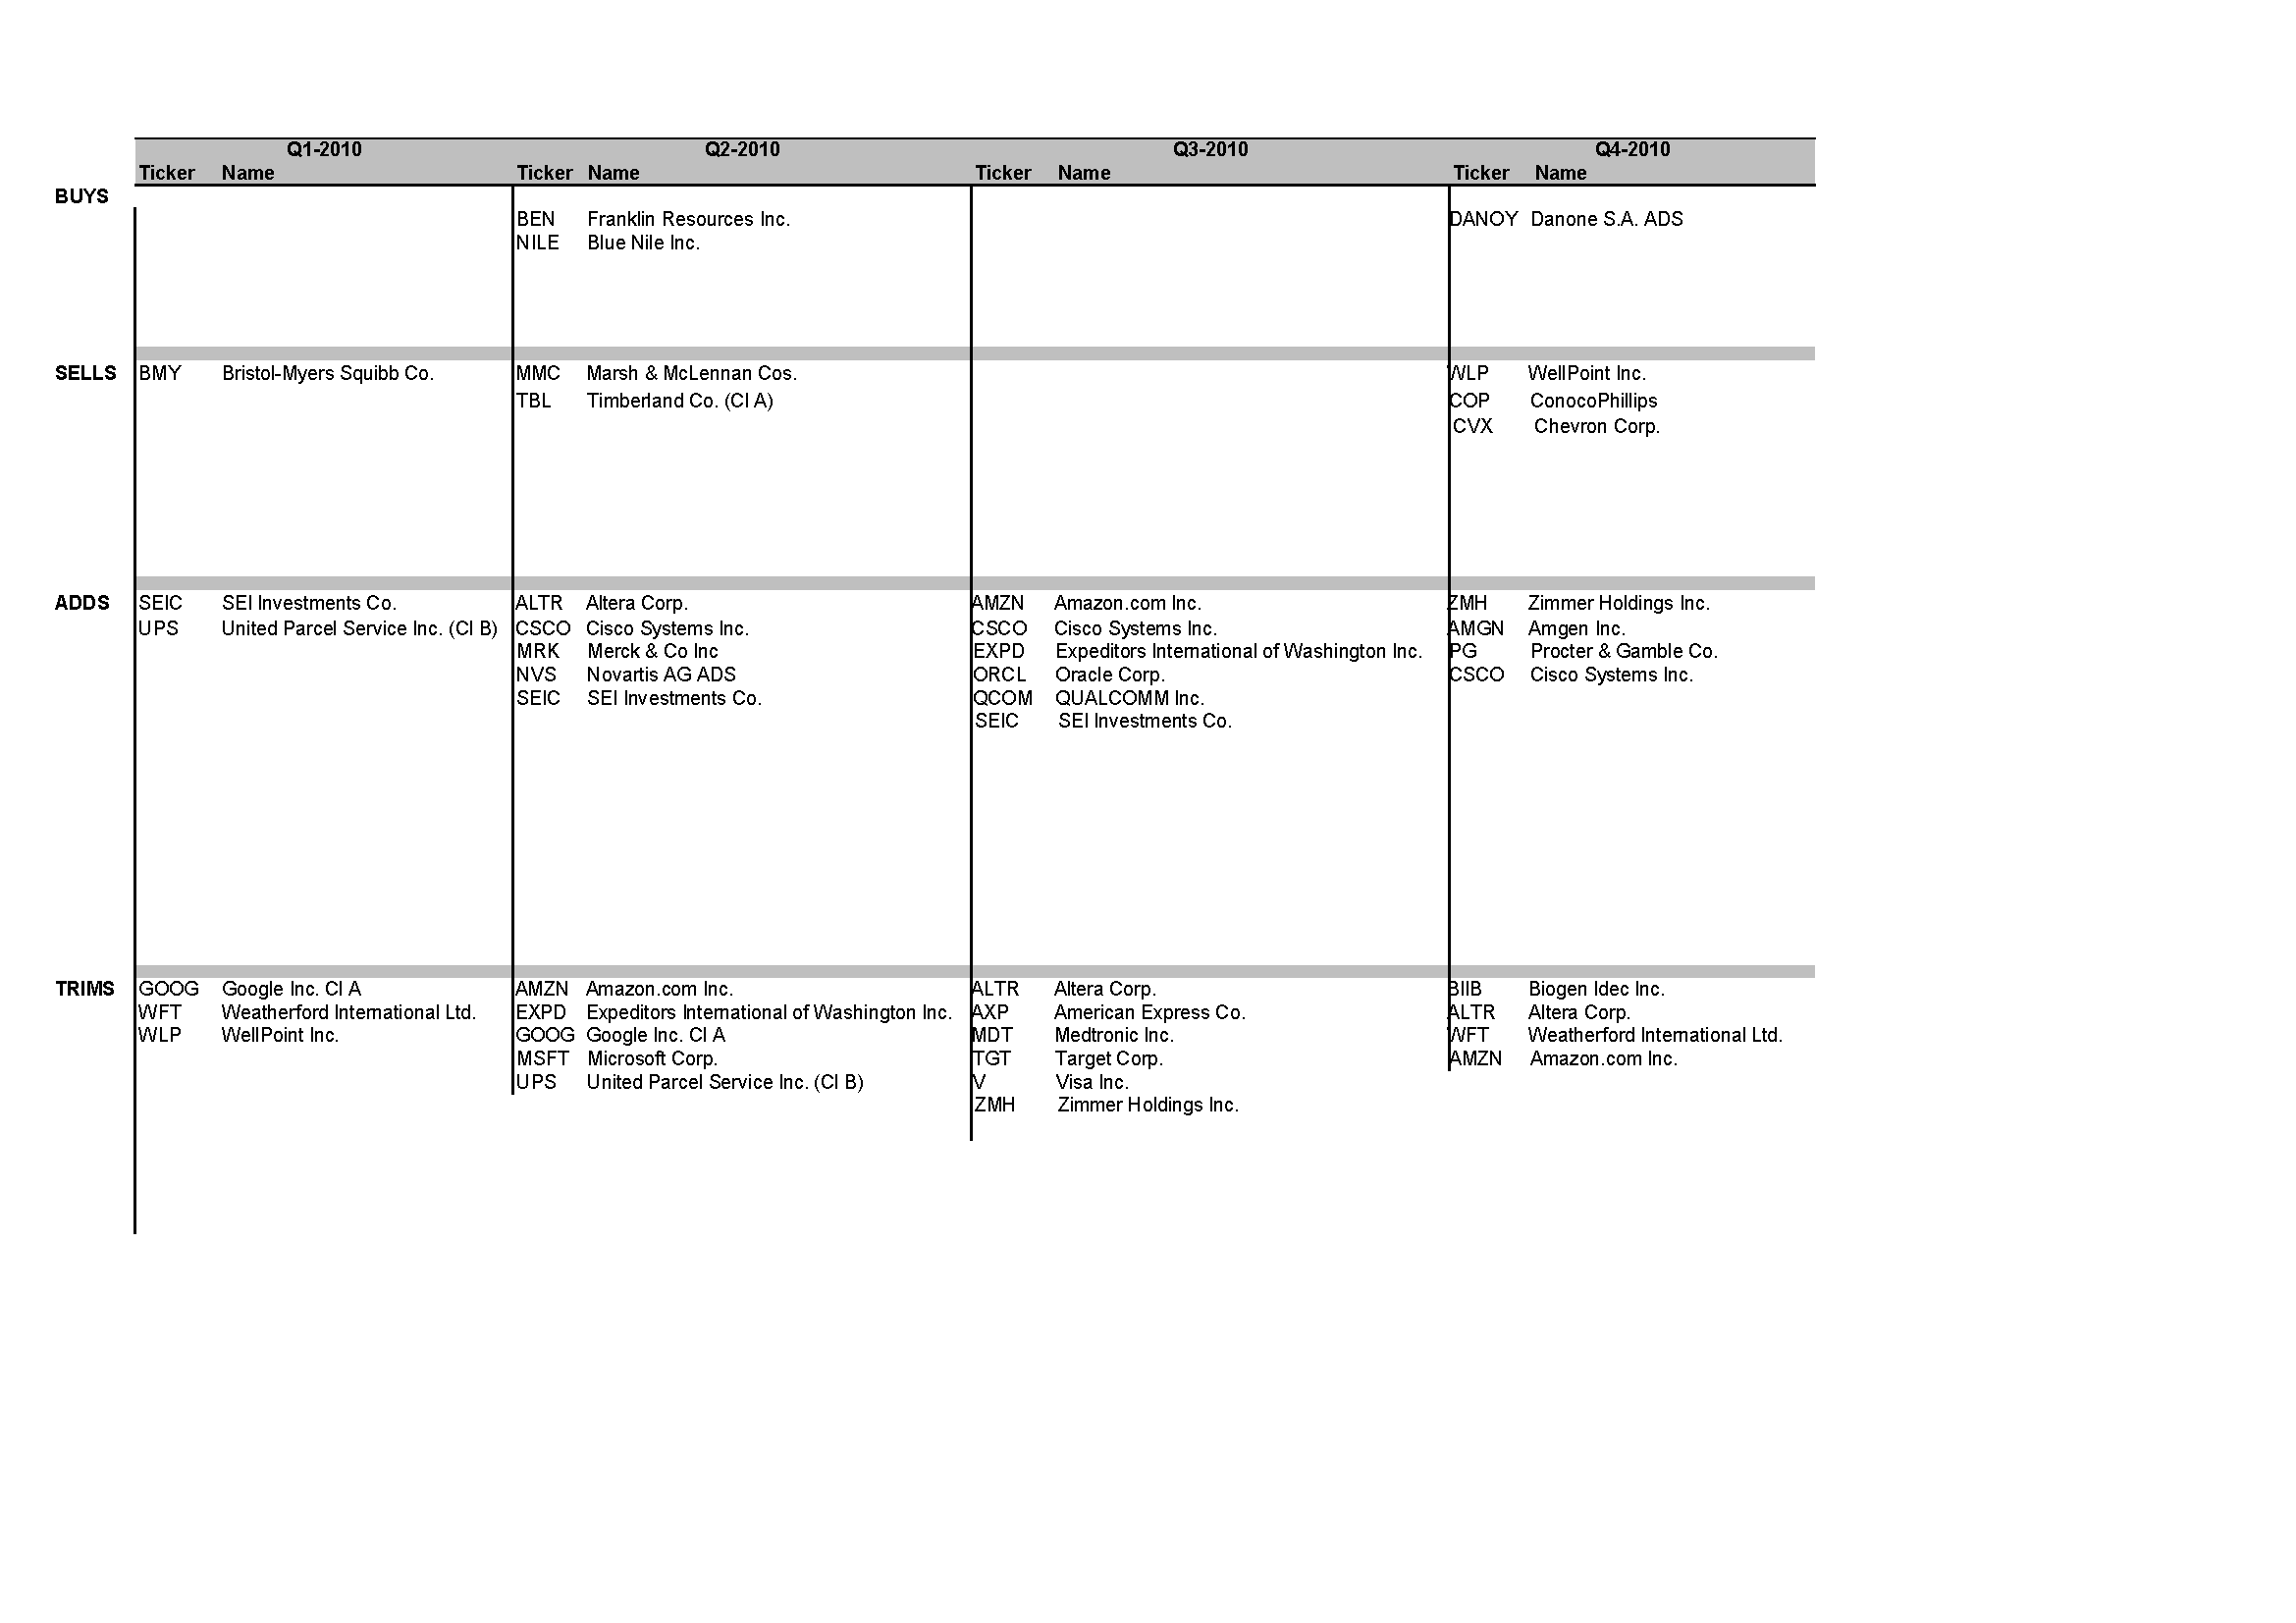 Q1-2010 Q2-2010 Q3-2010 Q4-2010
Ticker Name Ticker Name Ticker Name Ticker Name
BUYS
BEN Franklin Resources Inc. DANOY Danone S.A. ADS
NILE Blue Nile Inc.
SELLS BMY Bristol-Myers Squibb Co. MMC Marsh & McLennan Cos. WLP WellPoint Inc.
TBL Timberland Co. (Cl A) COP ConocoPhillips
CVX Chevron Corp.
ADDS SEIC SEI Investments Co. ALTR Altera Corp. AMZN Amazon.com Inc. ZMH Zimmer Holdings Inc.
UPS United Parcel Service Inc. (Cl B) CSCO Cisco Systems Inc. CSCO Cisco Systems Inc. AMGN Amgen Inc.
MRK Merck & Co Inc EXPD Expeditors International of Washington Inc. PG Procter & Gamble Co.
NVS Novartis AG ADS ORCL Oracle Corp. CSCO Cisco Systems Inc.
SEIC SEI Investments Co. QCOM QUALCOMM Inc.
SEIC SEI Investments Co.
TRIMS GOOG Google Inc. Cl A AMZN Amazon.com Inc. ALTR Altera Corp. BIIB Biogen Idec Inc.
WFT Weatherford International Ltd. EXPD Expeditors International of Washington Inc. AXP American Express Co. ALTR Altera Corp.
WLP WellPoint Inc. GOOG Google Inc. Cl A MDT Medtronic Inc. WFT Weatherford International Ltd.
MSFT Microsoft Corp. TGT Target Corp. AMZN Amazon.com Inc.
UPS United Parcel Service Inc. (Cl B) V Visa Inc.
ZMH Zimmer Holdings Inc.